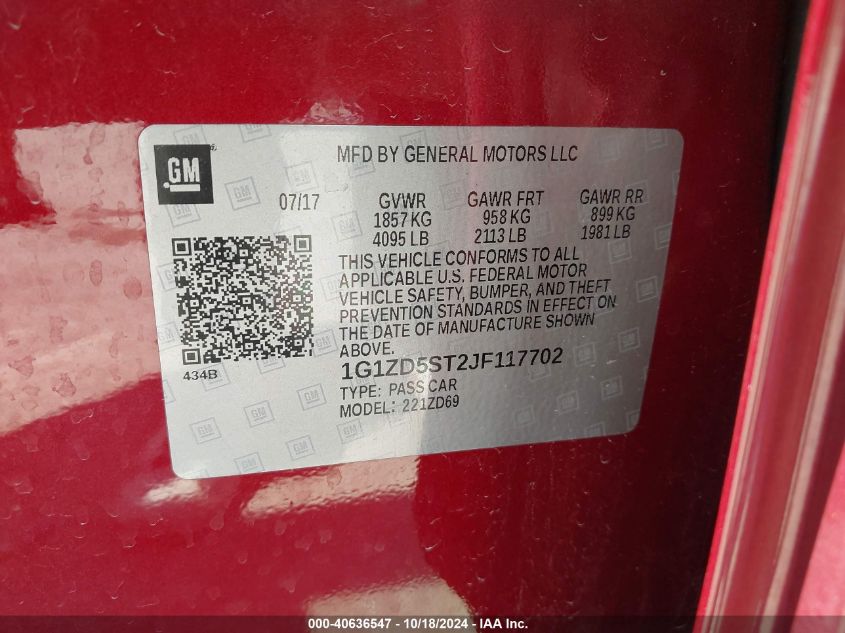 GM
MFD BY GENERAL MOTORS LLC
07/17 GVWR GAWR FRT GAWR RR
1857 KG 958 KG 899 KG
4095 LB 2113 LB 1981 LB
THIS VEHICLE CONFORMS TO ALL
APPLICABLE U.S. FEDERAL MOTOR
VEHICLE SAFETY, BUMPER, AND THEFT
PREVENTION STANDARDS IN EFFECT ON
THE DATE OF MANUFACTURE SHOWN
ABOVE.
434B
1G1ZD5ST2JF117702
TYPE: PASS CAR
MODEL: 221ZD69
000-40636547 - 10/18/2024 - IAA Inc.